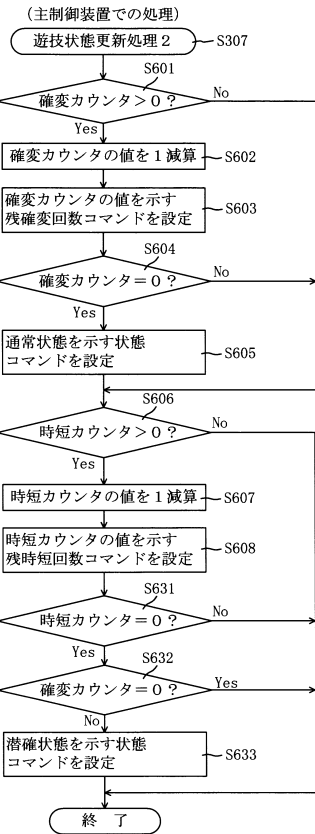 （主制御装置での処理）
遊技状態更新処理２
S307
S601
確変カウンタ＞０？
No
Yes
確変カウンタの値を１減算
S602
確変カウンタの値を示す
残確変回数コマンドを設定
S603
S604
確変カウンタ＝０？
No
Yes
通常状態を示す状態
コマンドを設定
S605
S606
時短カウンタ＞０？
No
Yes
時短カウンタの値を１減算
S607
時短カウンタの値を示す
残時短回数コマンドを設定
S608
S631
時短カウンタ＝０？
No
Yes
S632
確変カウンタ＝０？
Yes
No
潜確状態を示す状態
コマンドを設定
S633
終　了